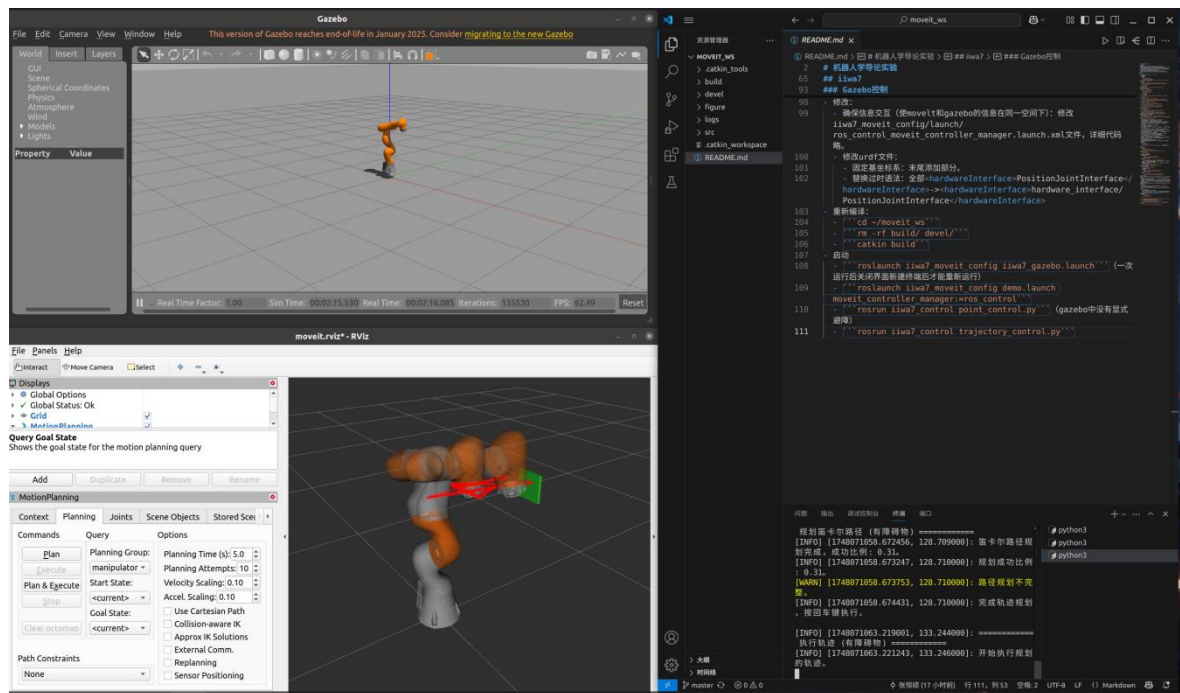 Gazebo
File Edit Camera View Window Help
This version of Gazebo reaches end-of-life in January 2025. Consider migrating to the new Gazebo
World Insert Layers
GUI
Scene
Spherical Coordinates
Physics
Atmosphere
Wind
Models
Lights
Property Value
Real Time Factor: 1.00 Sim Time: 00:02:15.530 Real Time: 00:02:16.085 Iterations: 135530 FPS: 62.49 Reset
moveit.rviz* - RViz
File Panels Help
Interact Move Camera Select
Displays
Global Options
Global Status: Ok
Grid
MotionPlanning
Query Goal State
Shows the goal state for the motion planning query
Add Duplicate Remove Rename
MotionPlanning
Context Planning Joints Scene Objects Stored Scei
Commands Query Options
Plan
Execute
Plan & Execute
Stop
Clear octomap
Planning Group:
manipulator
Start State:
<current>
Goal State:
<current>
Planning Time (s): 5.0
Planning Attempts: 10
Velocity Scaling: 0.10
Accel. Scaling: 0.10
Use Cartesian Path
Collision-aware IK
Approx IK Solutions
External Comm.
Replanning
Sensor Positioning
Path Constraints
None
moveit_ws
资源管理器
MOVEIT_WS
.catkin_tools
build
devel
figure
logs
src
.catkin_workspace
README.md
大纲
时间线
README.md
README.md > # 机器人学导论实验 > ## iiwa7 > ### Gazebo控制
2 # 机器人学导论实验
65 ## iiwa7
93 ### Gazebo控制
98 - 修改:
99 - 确保信息交互（使moveIt和gazebo的信息在同一空间下）：修改
iiwa7_moveit_config/launch/
ros_control_moveit_controller_manager.launch.xml文件，详细代码
略。
100 - 修改urdf文件:
101 - 固定基坐标系：末尾添加部分。
102 - 替换过时语法：全部<hardwareInterface>PositionJointInterface</
hardwareInterface>-><hardwareInterface>hardware_interface/
PositionJointInterface</hardwareInterface>
103 - 重新编译:
104 - ```cd ~/moveit_ws```
105 - ```rm -rf build/ devel/```
106 - ```catkin build```
107 - 启动
108 - ```roslaunch iiwa7_moveit_config iiwa7_gazebo.launch```（一次
运行后关闭界面新建终端后才能重新运行）
109 - ```roslaunch iiwa7_moveit_config demo.launch
moveit_controller_manager:=ros_control```
110 - ```rosrun iiwa7_control point_control.py```（gazebo中没有显式
避障）
111 - ```rosrun iiwa7_control trajectory_control.py```
问题 输出 调试控制台 终端 端口
规划笛卡尔路径 (有障碍物) ============
[INFO] [1748071058.672456, 128.709000]: 笛卡尔路径规
划完成，成功比例: 0.31。
[INFO] [1748071058.673247, 128.710000]: 规划成功比例
: 0.31。
[WARN] [1748071058.673753, 128.710000]: 路径规划不完
整。
[INFO] [1748071058.674431, 128.710000]: 完成轨迹规划
，按回车键执行。
[INFO] [1748071063.219001, 133.244000]: ============
执行轨迹 (有障碍物) ============
[INFO] [1748071063.221243, 133.246000]: 开始执行规划
的轨迹。
python3
python3
python3
master 0 0
(17 小时前) 行 111，列 53 空格: 2 UTF-8 LF {} Markdown